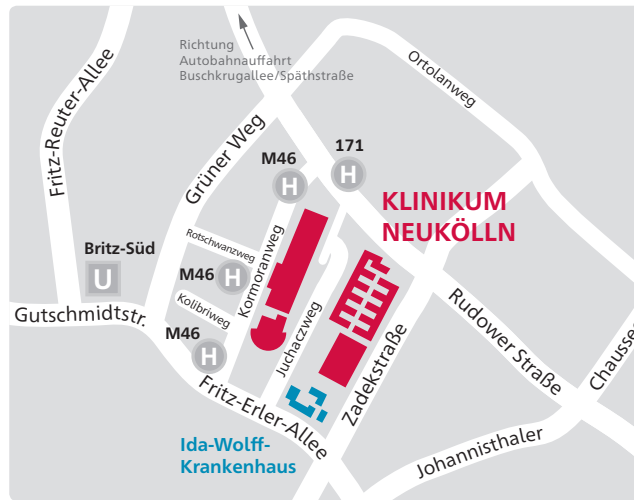 Richtung
Autobahnauffahrt
Buschkrugallee/Späthstraße
Fritz-Reuter-Allee
Ortolanweg
Grüner Weg
171
H
M46
H
KLINIKUM
NEUKÖLLN
Rotschwanzweg
Britz-Süd
U
M46
H
Kormoranweg
Kolibriweg
Gutschmidtstr.
M46
H
Juchaczweg
Rudower Straße
Zadekstraße
Fritz-Erler-Allee
Ida-Wolff-
Krankenhaus
Johannisthaler
Chausse